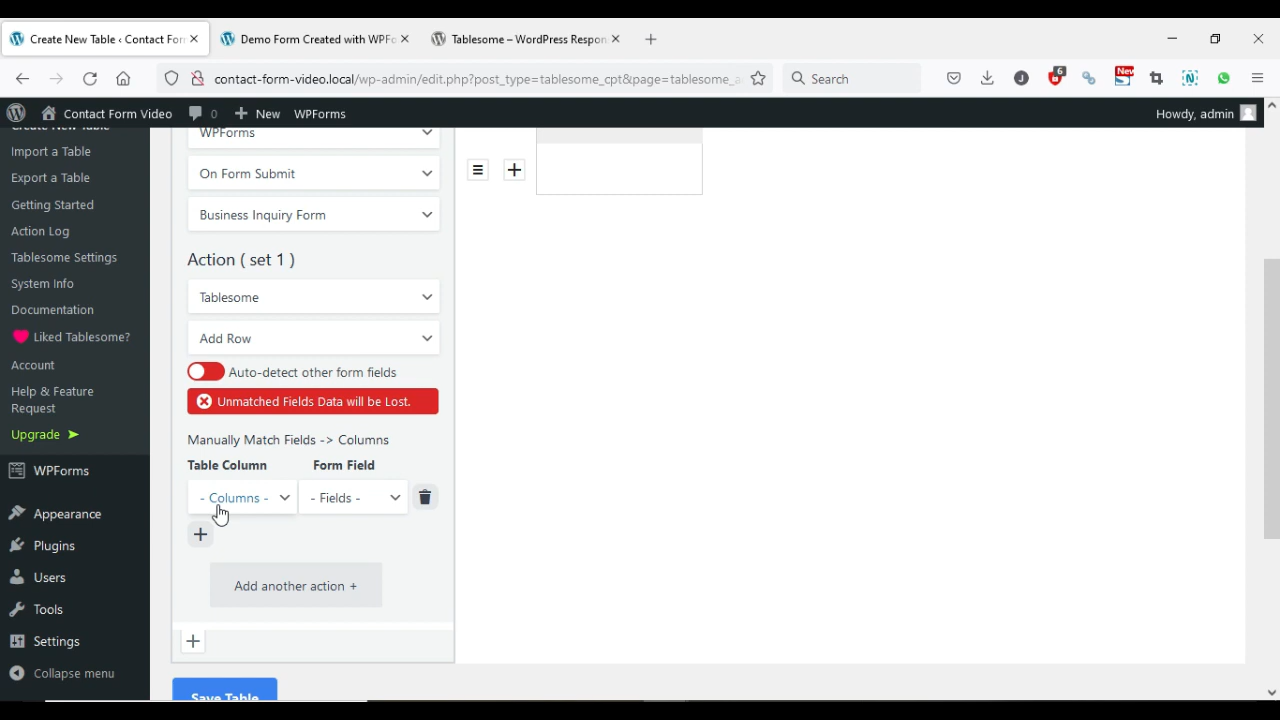 Create New Table ‹ Contact For
Demo Form Created with WPFo
Tablesome – WordPress Respon
contact-form-video.local/wp-admin/edit.php?post_type=tablesome_cpt&page=tablesome_a
Search
6
New
Contact Form Video
0
New
WPForms
Howdy, admin
Create New Table
Import a Table
Export a Table
Getting Started
Action Log
Tablesome Settings
System Info
Documentation
Liked Tablesome?
Account
Help & Feature
Request
Upgrade ➤
WPForms
Appearance
Plugins
Users
Tools
Settings
Collapse menu
WPForms
On Form Submit
Business Inquiry Form
Action ( set 1 )
Tablesome
Add Row
Auto-detect other form fields
Unmatched Fields Data will be Lost.
Manually Match Fields -> Columns
Table Column Form Field
- Columns - - Fields -
Add another action +
Save Table